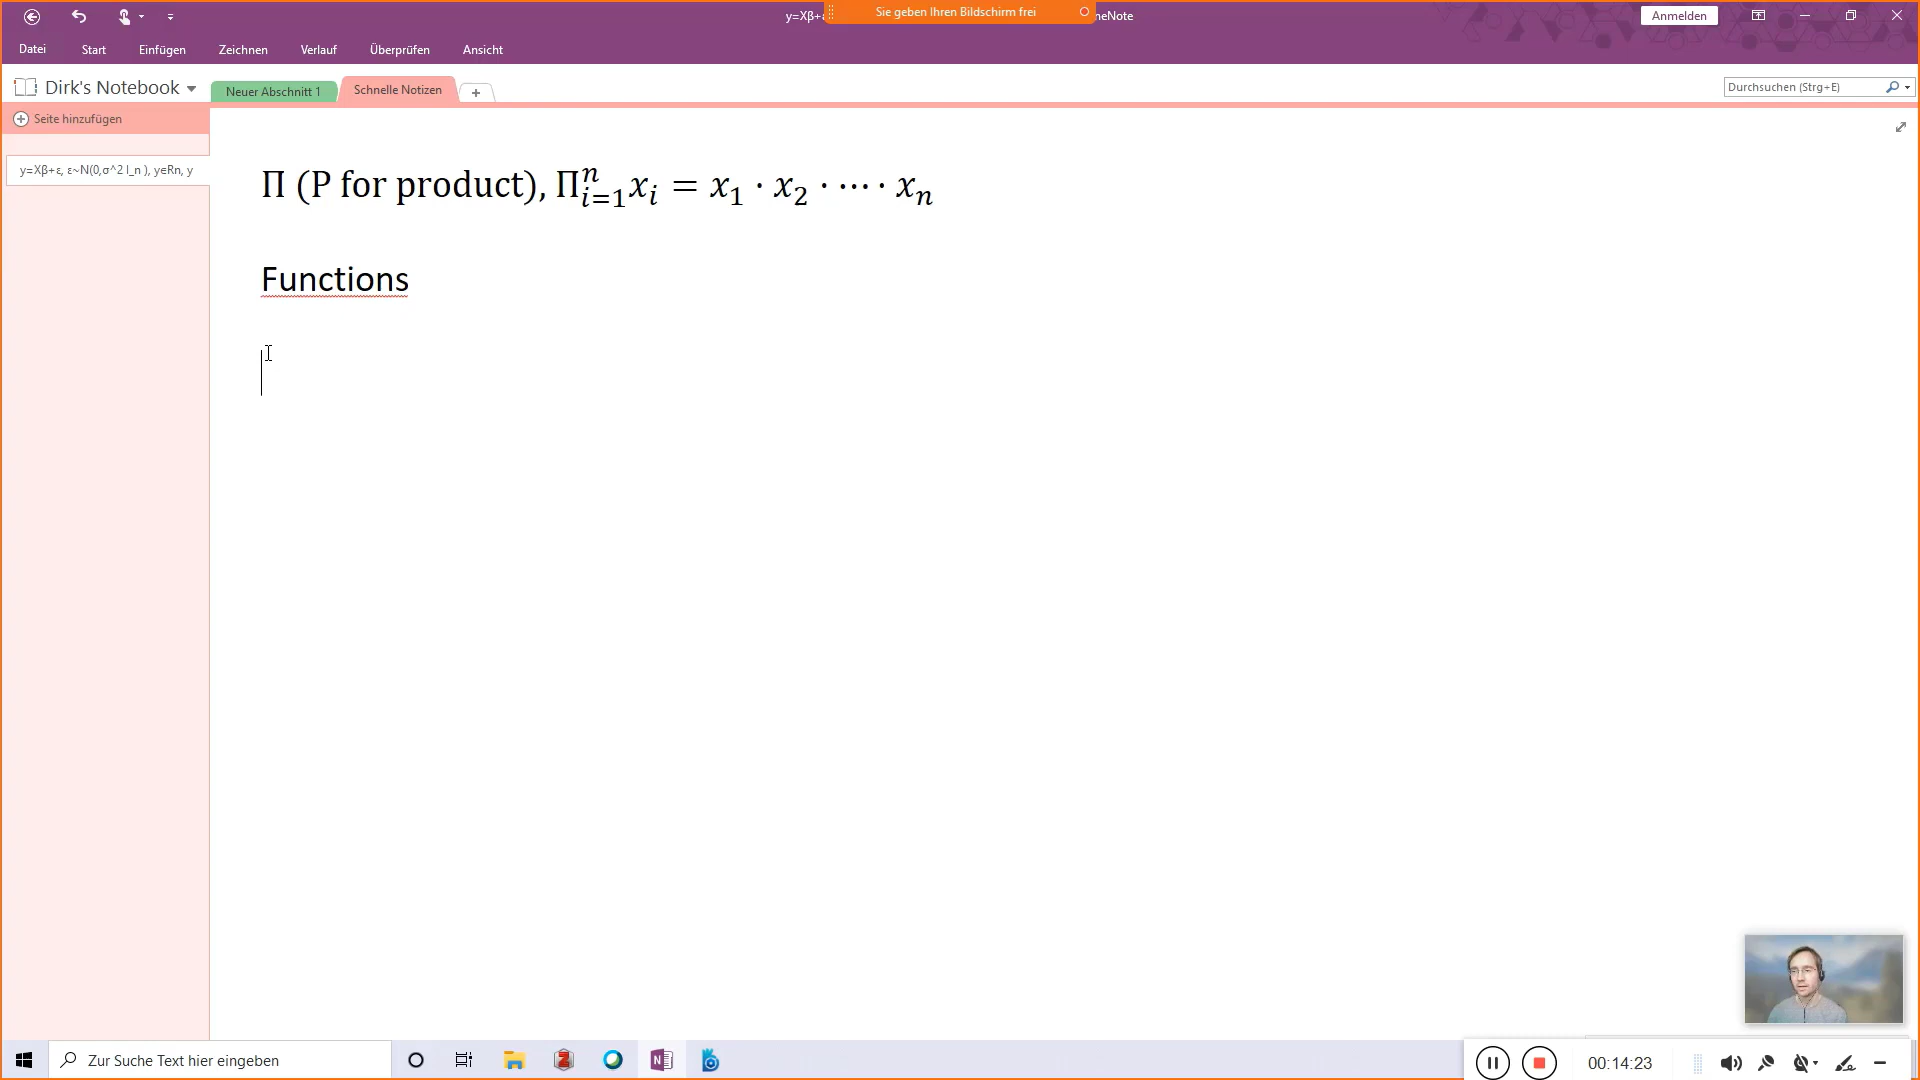 y=Xβ+ε Sie geben Ihren Bildschirm frei neNote Anmelden
Datei Start Einfügen Zeichnen Verlauf Überprüfen Ansicht
Dirk's Notebook Neuer Abschnitt 1 Schnelle Notizen + Durchsuchen (Strg+E)
Seite hinzufügen
y=Xβ+ε, ε~N(0,σ^2 I_n ), y∈Rn, y
Π (P for product), Π_{i=1}^n x_i = x_1 · x_2 · ⋯ · x_n
Functions
Zur Suche Text hier eingeben 00:14:23